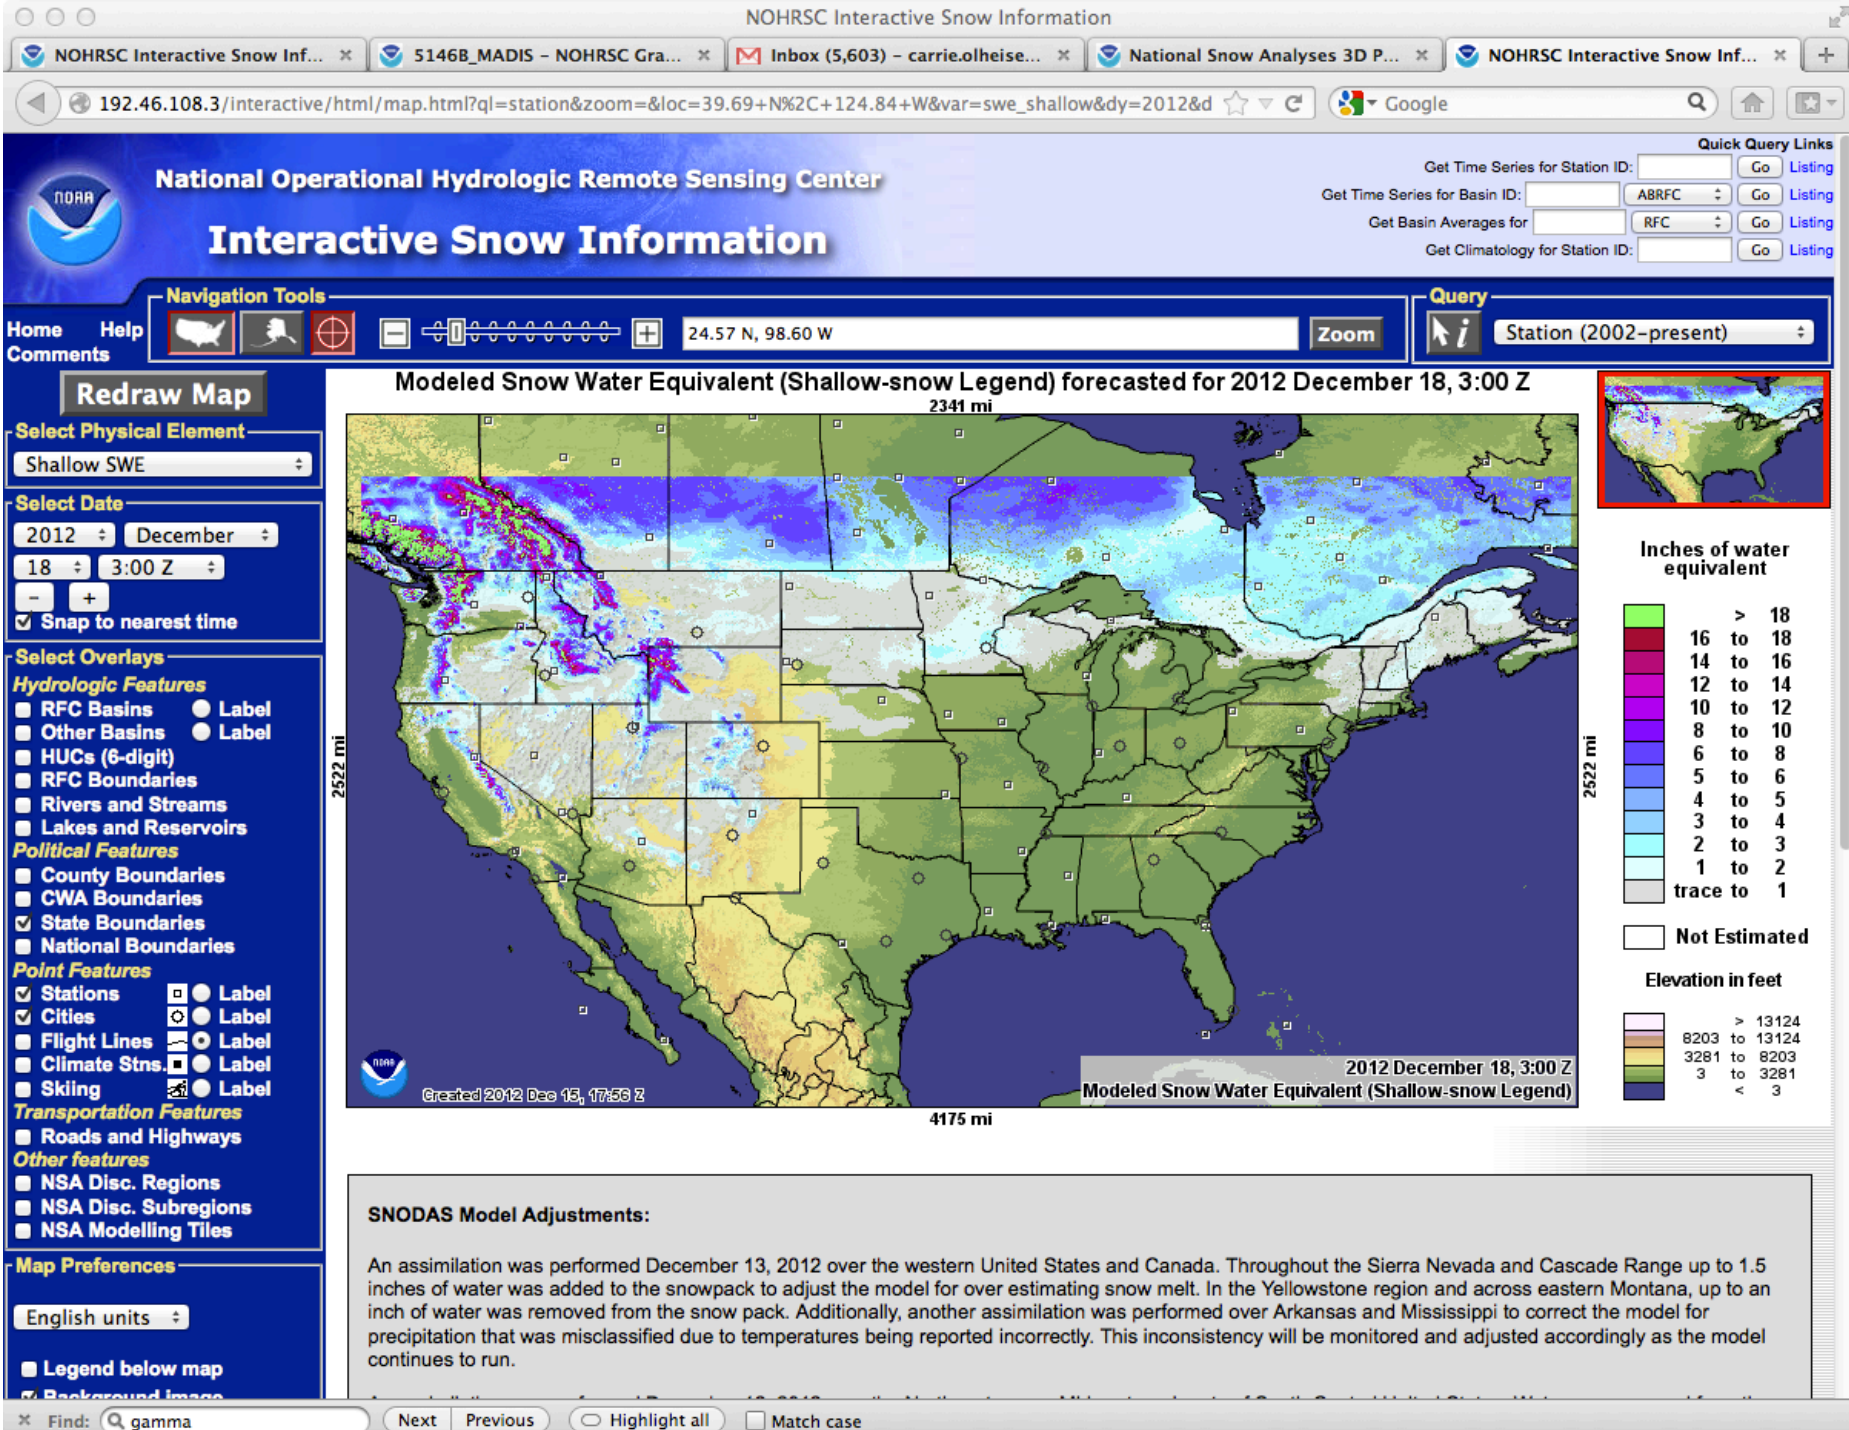 NOHRSC Interactive Snow Information
NOHRSC Interactive Snow Inf...
5146B_MADIS - NOHRSC Gra...
Inbox (5,603) – carrie.olheise...
National Snow Analyses 3D P...
NOHRSC Interactive Snow Inf...
192.46.108.3/interactive/html/map.html?ql=station&zoom=&loc=39.69+N%2C+124.84+W&var=swe_shallow&dy=2012&d
Google
NOAA
National Operational Hydrologic Remote Sensing Center
Interactive Snow Information
Quick Query Links
Get Time Series for Station ID: Go Listing
Get Time Series for Basin ID: ABRFC Go Listing
Get Basin Averages for RFC Go Listing
Get Climatology for Station ID: Go Listing
Home Help
Comments
Navigation Tools
24.57 N, 98.60 W
Zoom
Query
Station (2002-present)
Redraw Map
Select Physical Element
Shallow SWE
Select Date
2012 December
18 3:00 Z
- +
Snap to nearest time
Select Overlays
Hydrologic Features
RFC Basins Label
Other Basins Label
HUCs (6-digit)
RFC Boundaries
Rivers and Streams
Lakes and Reservoirs
Political Features
County Boundaries
CWA Boundaries
State Boundaries
National Boundaries
Point Features
Stations Label
Cities Label
Flight Lines Label
Climate Stns. Label
Skiing Label
Transportation Features
Roads and Highways
Other features
NSA Disc. Regions
NSA Disc. Subregions
NSA Modelling Tiles
Map Preferences
English units
Legend below map
Background image
Modeled Snow Water Equivalent (Shallow-snow Legend) forecasted for 2012 December 18, 3:00 Z
2341 mi
2522 mi
2522 mi
NOAA
Created 2012 Dec 15, 17:56 Z
2012 December 18, 3:00 Z
Modeled Snow Water Equivalent (Shallow-snow Legend)
4175 mi
Inches of water
equivalent
> 18
16 to 18
14 to 16
12 to 14
10 to 12
8 to 10
6 to 8
5 to 6
4 to 5
3 to 4
2 to 3
1 to 2
trace to 1
Not Estimated
Elevation in feet
> 13124
8203 to 13124
3281 to 8203
3 to 3281
< 3
SNODAS Model Adjustments:
An assimilation was performed December 13, 2012 over the western United States and Canada. Throughout the Sierra Nevada and Cascade Range up to 1.5
inches of water was added to the snowpack to adjust the model for over estimating snow melt. In the Yellowstone region and across eastern Montana, up to an
inch of water was removed from the snow pack. Additionally, another assimilation was performed over Arkansas and Mississippi to correct the model for
precipitation that was misclassified due to temperatures being reported incorrectly. This inconsistency will be monitored and adjusted accordingly as the model
continues to run.
Find: gamma Next Previous Highlight all Match case